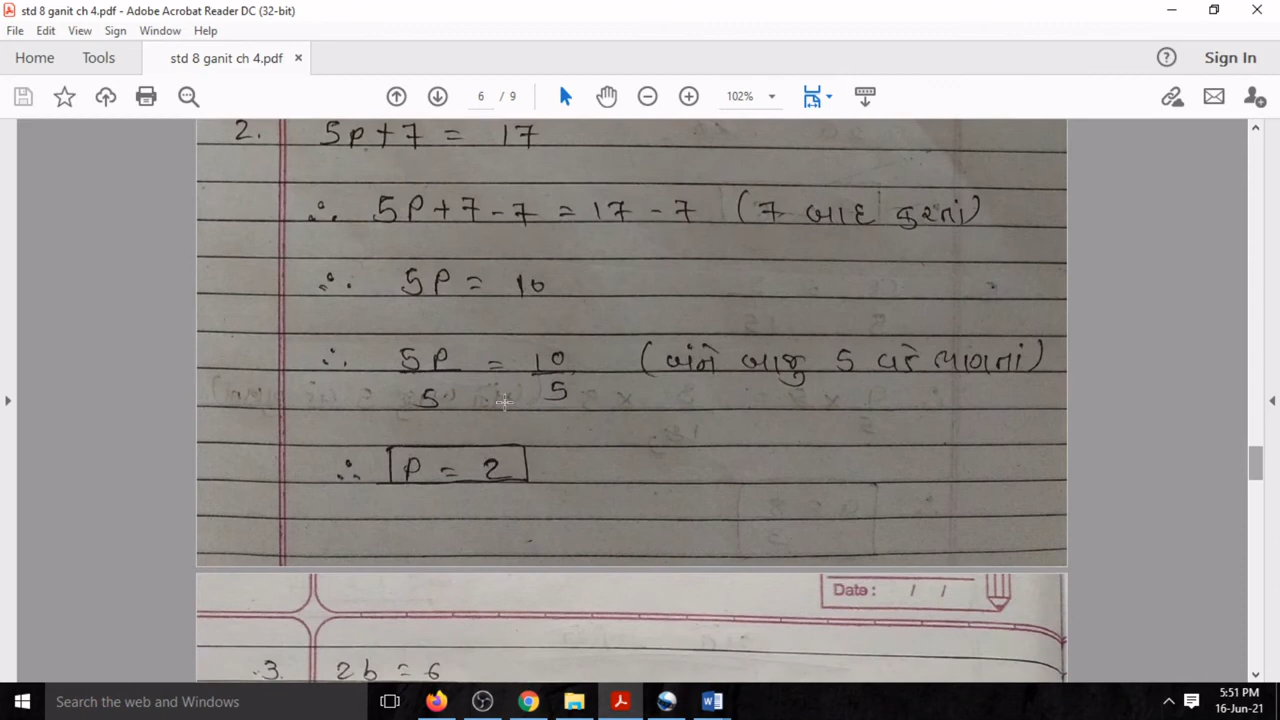 std 8 ganit ch 4.pdf - Adobe Acrobat Reader DC (32-bit)
File Edit View Sign Window Help
Home Tools std 8 ganit ch 4.pdf × Sign In
6 / 9 102%
2. 5p+7 = 17
∴ 5P+7-7 = 17-7 (7 બાદ કરતાં)
∴ 5P = 10
∴ 5P/5 = 10/5 (બંને બાજુ 5 વડે ભાગતાં)
∴ P = 2
Date : / /
3. 2b = 6
Search the web and Windows
5:51 PM
16-Jun-21